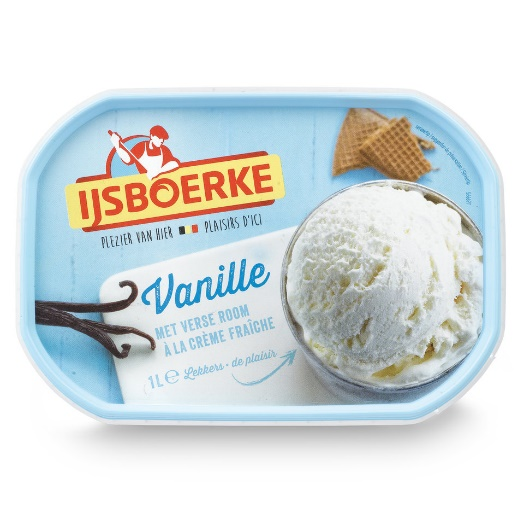 IJSBOERKE
PLEZIER VAN HIER PLAISIRS D'ICI
Vanille
MET VERSE ROOM
À LA CRÈME FRAÎCHE
1L e Lekkers • de plaisir